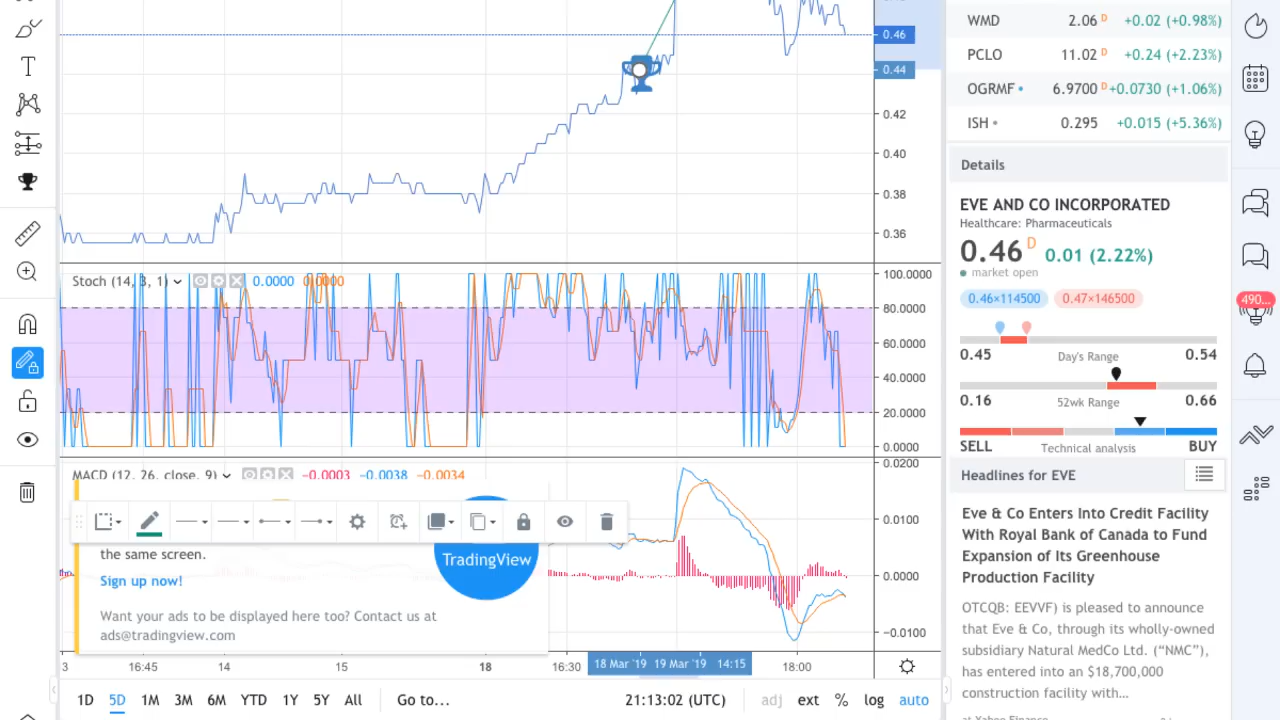 0.46
0.44
0.42
0.40
0.38
0.36
Stoch (14, 3, 1) 0.0000 0.0000
100.0000
80.0000
60.0000
40.0000
20.0000
0.0000
MACD (12, 26, close, 9) −0.0003 −0.0038 −0.0034
0.0200
0.0100
0.0000
−0.0100
the same screen.
Sign up now!
TradingView
Want your ads to be displayed here too? Contact us at
ads@tradingview.com
3 16:45 14 15 18 16:30 18 Mar '19 19 Mar '19 14:15 18:00
1D 5D 1M 3M 6M YTD 1Y 5Y All Go to... 21:13:02 (UTC) adj ext % log auto
WMD 2.06 D +0.02 (+0.98%)
PCLO 11.02 D +0.24 (+2.23%)
OGRMF 6.9700 D +0.0730 (+1.06%)
ISH 0.295 +0.015 (+5.36%)
Details
EVE AND CO INCORPORATED
Healthcare: Pharmaceuticals
0.46 D 0.01 (2.22%)
market open
0.46×114500 0.47×146500
0.45 Day's Range 0.54
0.16 52wk Range 0.66
SELL Technical analysis BUY
Headlines for EVE
Eve & Co Enters Into Credit Facility
With Royal Bank of Canada to Fund
Expansion of Its Greenhouse
Production Facility
OTCQB: EEVVF) is pleased to announce
that Eve & Co, through its wholly-owned
subsidiary Natural MedCo Ltd. (“NMC”),
has entered into an $18,700,000
construction facility with...
at Yahoo Finance
490...